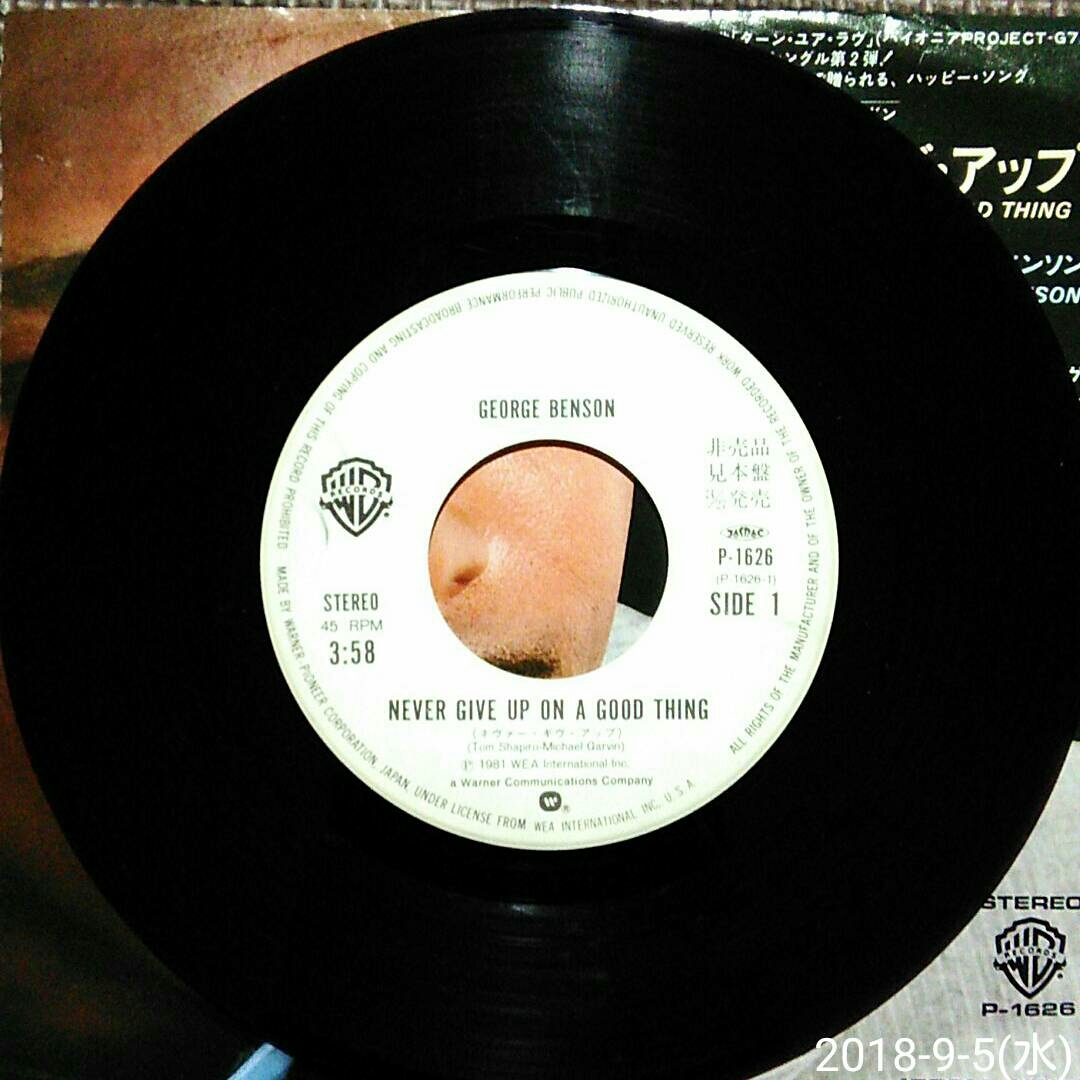 ターン・ユア・ラヴ」(パイオニアPROJECT-G7
ングル第2弾!
贈られる、ハッピー・ソング。
・アップ
D THING
ンソン
SON
GEORGE BENSON
非売品
見本盤
発売
RECORDS
JASRAC
P-1626
(P-1626-1)
SIDE 1
STEREO
45 RPM
3:58
NEVER GIVE UP ON A GOOD THING
(ネヴァー・ギヴ・アップ)
(Tom Shapiro-Michael Garvin)
Ⓟ 1981 WEA International Inc.
a Warner Communications Company
MADE BY WARNER-PIONEER CORPORATION, JAPAN. UNDER LICENSE FROM WEA INTERNATIONAL INC. U.S.A.
ALL RIGHTS OF THE MANUFACTURER AND OF THE OWNER OF THE RECORDED WORK RESERVED UNAUTHORIZED PUBLIC PERFORMANCE BROADCASTING AND COPYING OF THIS RECORD PROHIBITED
STEREO
RECORDS
P-1626
2018-9-5(水)